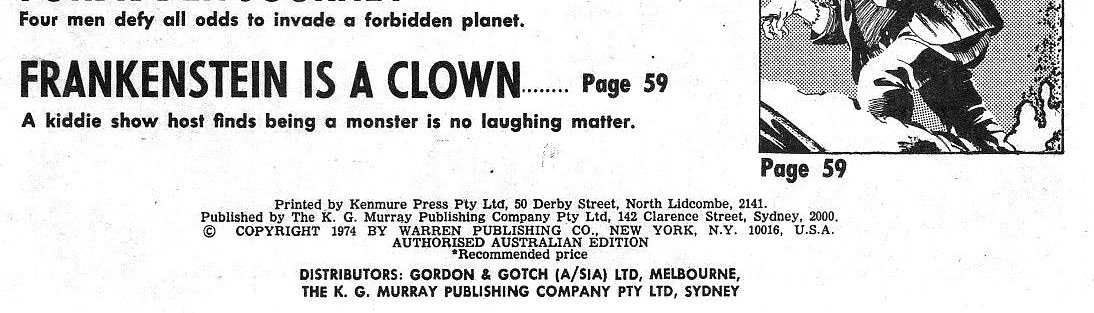 Four men defy all odds to invade a forbidden planet.
FRANKENSTEIN IS A CLOWN........ Page 59
A kiddie show host finds being a monster is no laughing matter.
Page 59
Printed by Kenmure Press Pty Ltd, 50 Derby Street, North Lidcombe, 2141.
Published by The K. G. Murray Publishing Company Pty Ltd, 142 Clarence Street, Sydney, 2000.
© COPYRIGHT 1974 BY WARREN PUBLISHING CO., NEW YORK, N.Y. 10016, U.S.A.
AUTHORISED AUSTRALIAN EDITION
*Recommended price
DISTRIBUTORS: GORDON & GOTCH (A/SIA) LTD, MELBOURNE,
THE K. G. MURRAY PUBLISHING COMPANY PTY LTD, SYDNEY